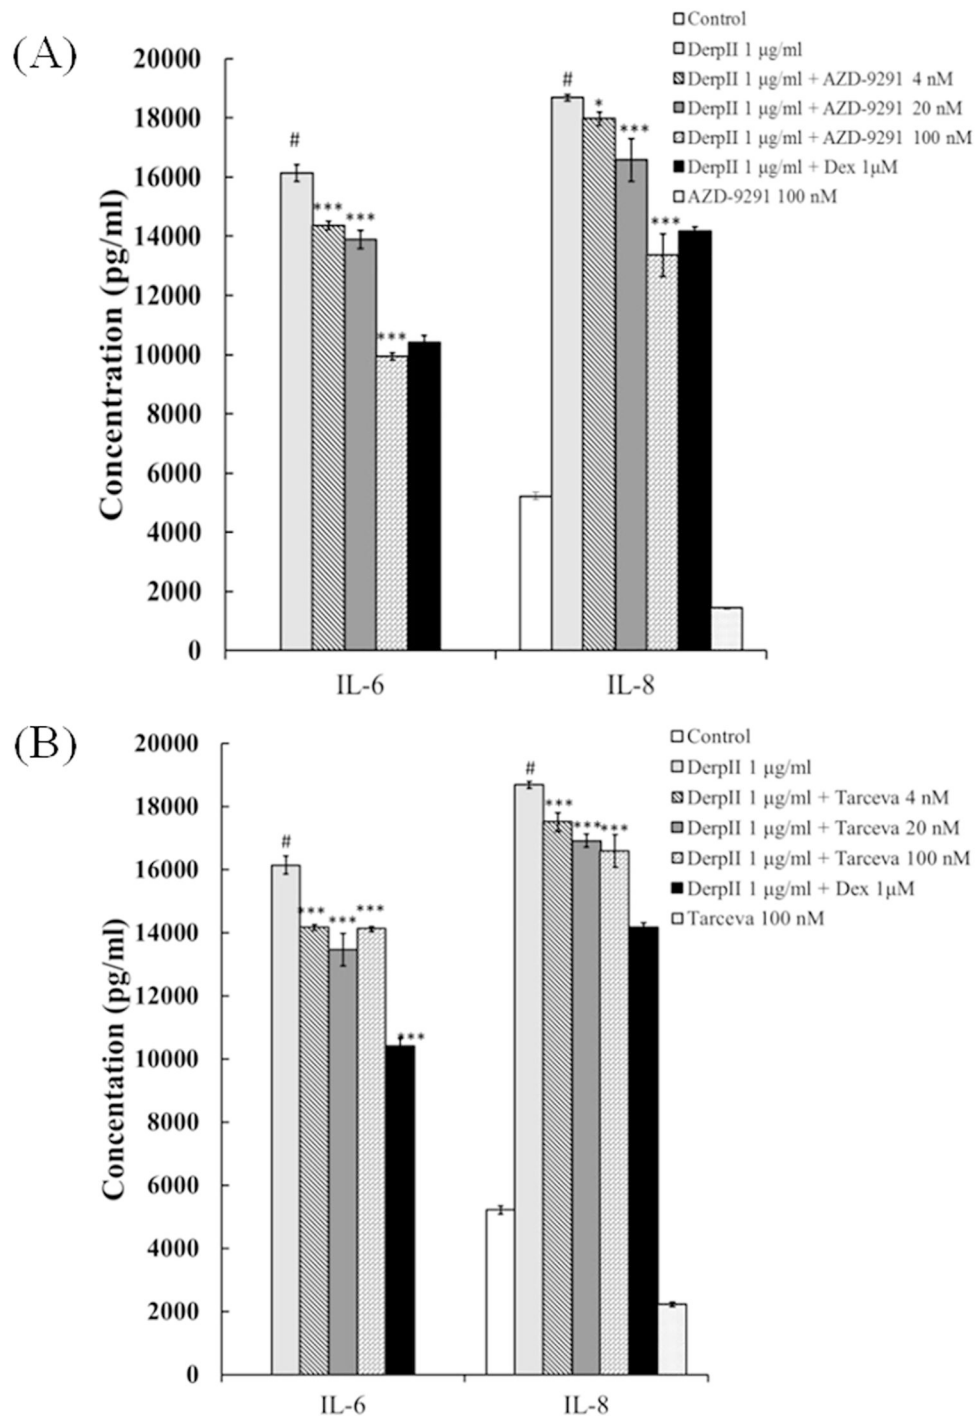 (A)
Control
DerpII 1 μg/ml
DerpII 1 μg/ml + AZD-9291 4 nM
DerpII 1 μg/ml + AZD-9291 20 nM
DerpII 1 μg/ml + AZD-9291 100 nM
DerpII 1 μg/ml + Dex 1μM
AZD-9291 100 nM
Concentration (pg/ml)
20000
18000
16000
14000
12000
10000
8000
6000
4000
2000
0
#
***
***
***
#
*
***
***
IL-6
IL-8
(B)
Control
DerpII 1 μg/ml
DerpII 1 μg/ml + Tarceva 4 nM
DerpII 1 μg/ml + Tarceva 20 nM
DerpII 1 μg/ml + Tarceva 100 nM
DerpII 1 μg/ml + Dex 1μM
Tarceva 100 nM
Concentation (pg/ml)
20000
18000
16000
14000
12000
10000
8000
6000
4000
2000
0
#
***
***
***
***
#
***
***
***
IL-6
IL-8